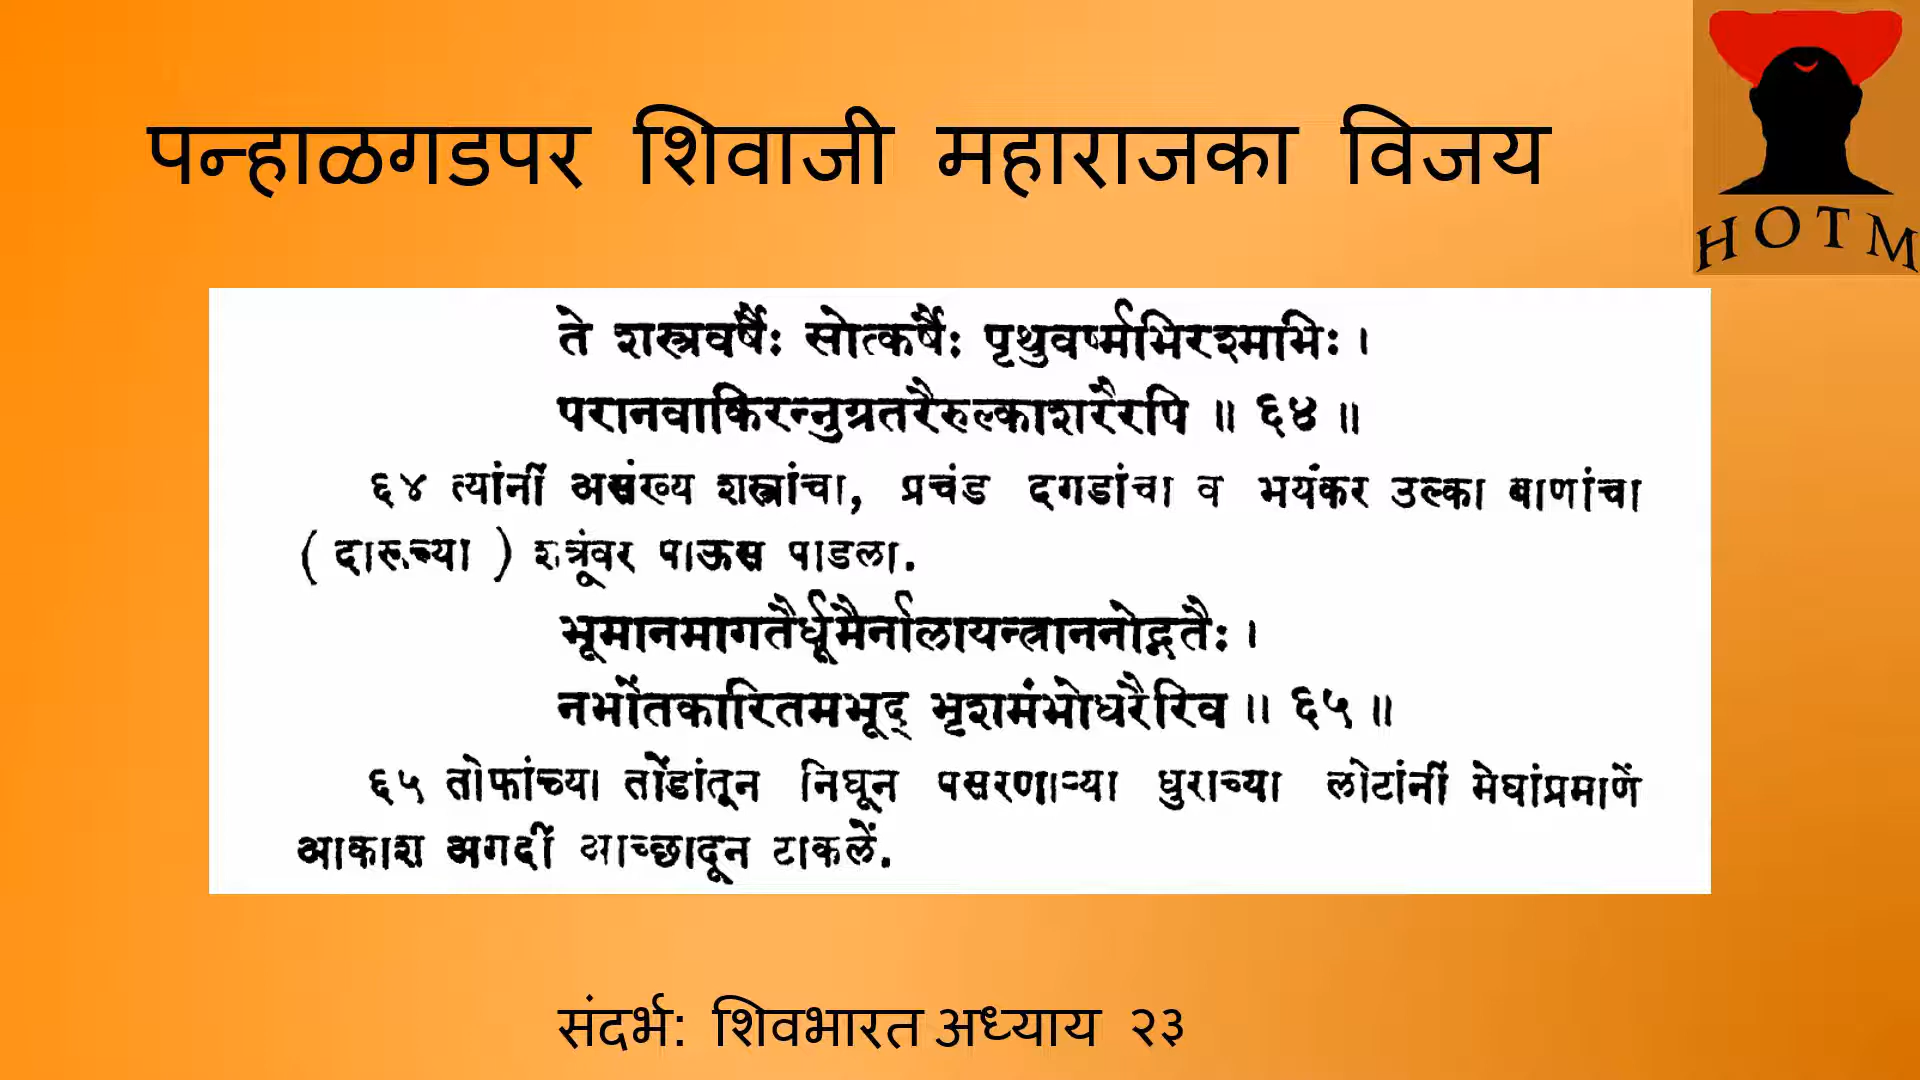 पन्हाळगडपर शिवाजी महाराजका विजय
HOTM
ते शस्त्रवर्षैः सोत्कर्षैः पृथुवर्ष्मभिरश्मभिः ।
परानवाकिरन्नुग्रतरैरुल्काशरैरपि ॥ ६४ ॥
६४ त्यांनीं असंख्य शस्त्रांचा, प्रचंड दगडांचा व भयंकर उल्का बाणांचा
( दारूच्या ) शत्रूंवर पाऊस पाडला.
भूमानमागतैर्धूमैर्नालायन्त्राननोद्गतैः ।
नभोंतकारितमभूद् भृशमंभोधरैरिव ॥ ६५ ॥
६५ तोफांच्या तोंडांतून निघून पसरणाऱ्या धुराच्या लोटांनीं मेघांप्रमाणें
आकाश अगदीं आच्छादून टाकलें.
संदर्भ: शिवभारत अध्याय २३